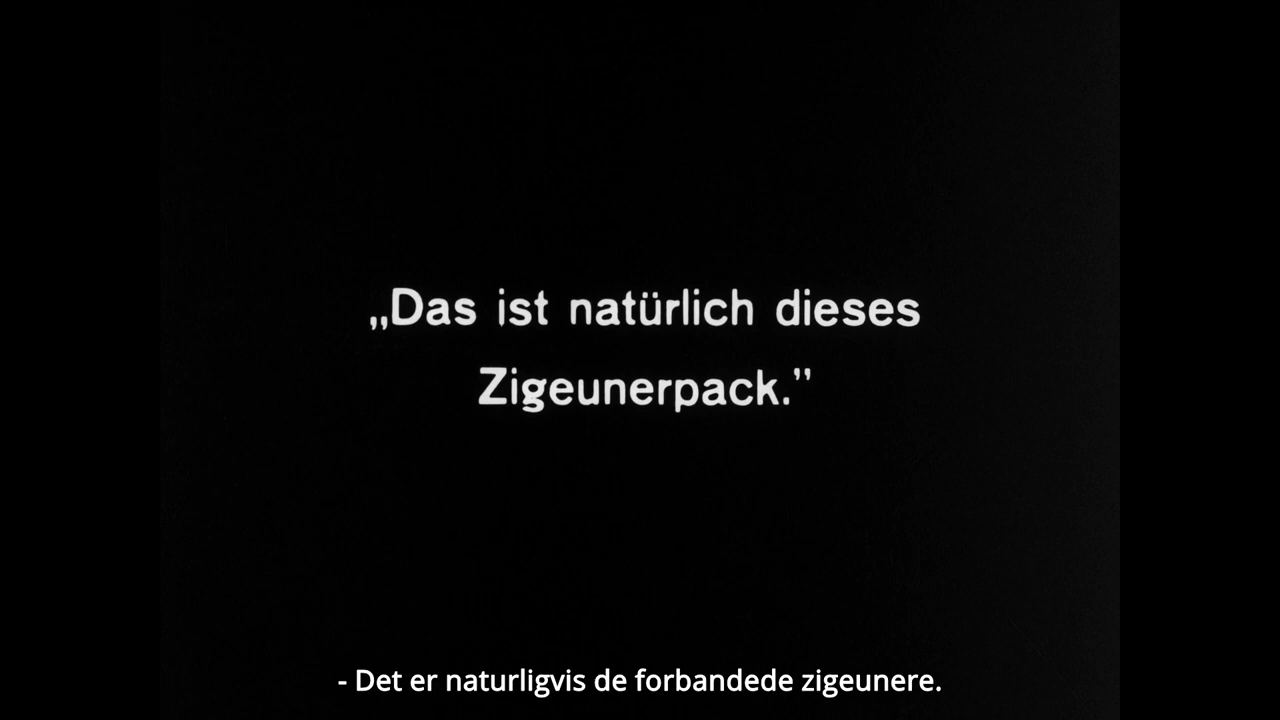 „Das ist natürlich dieses
Zigeunerpack.”
- Det er naturligvis de forbandede zigeunere.